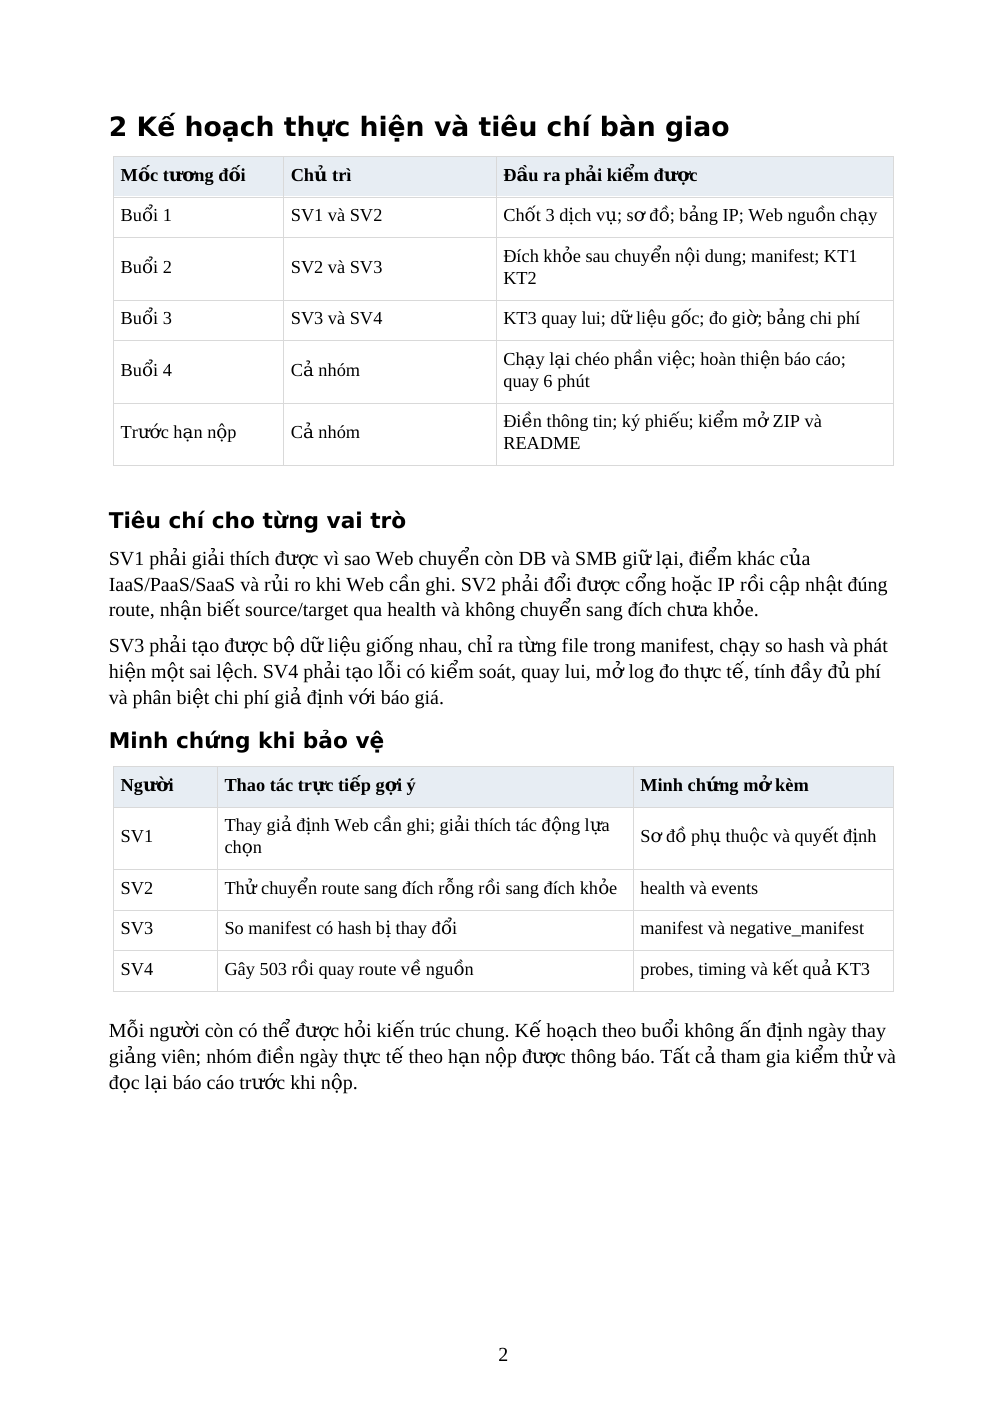 2 Kế hoạch thực hiện và tiêu chí bàn giao
Mốc tương đối	Chủ trì	Đầu ra phải kiểm được
Buổi 1	SV1 và SV2	Chốt 3 dịch vụ; sơ đồ; bảng IP; Web nguồn chạy
Buổi 2	SV2 và SV3	Đích khỏe sau chuyển nội dung; manifest; KT1
KT2
Buổi 3	SV3 và SV4	KT3 quay lui; dữ liệu gốc; đo giờ; bảng chi phí
Buổi 4	Cả nhóm	Chạy lại chéo phần việc; hoàn thiện báo cáo;
quay 6 phút
Trước hạn nộp	Cả nhóm	Điền thông tin; ký phiếu; kiểm mở ZIP và
README
Tiêu chí cho từng vai trò
SV1 phải giải thích được vì sao Web chuyển còn DB và SMB giữ lại, điểm khác của
IaaS/PaaS/SaaS và rủi ro khi Web cần ghi. SV2 phải đổi được cổng hoặc IP rồi cập nhật đúng
route, nhận biết source/target qua health và không chuyển sang đích chưa khỏe.
SV3 phải tạo được bộ dữ liệu giống nhau, chỉ ra từng file trong manifest, chạy so hash và phát
hiện một sai lệch. SV4 phải tạo lỗi có kiểm soát, quay lui, mở log đo thực tế, tính đầy đủ phí
và phân biệt chi phí giả định với báo giá.
Minh chứng khi bảo vệ
Người	Thao tác trực tiếp gợi ý	Minh chứng mở kèm
SV1	Thay giả định Web cần ghi; giải thích tác động lựa
chọn	Sơ đồ phụ thuộc và quyết định
SV2	Thử chuyển route sang đích rỗng rồi sang đích khỏe	health và events
SV3	So manifest có hash bị thay đổi	manifest và negative_manifest
SV4	Gây 503 rồi quay route về nguồn	probes, timing và kết quả KT3
Mỗi người còn có thể được hỏi kiến trúc chung. Kế hoạch theo buổi không ấn định ngày thay
giảng viên; nhóm điền ngày thực tế theo hạn nộp được thông báo. Tất cả tham gia kiểm thử và
đọc lại báo cáo trước khi nộp.
2